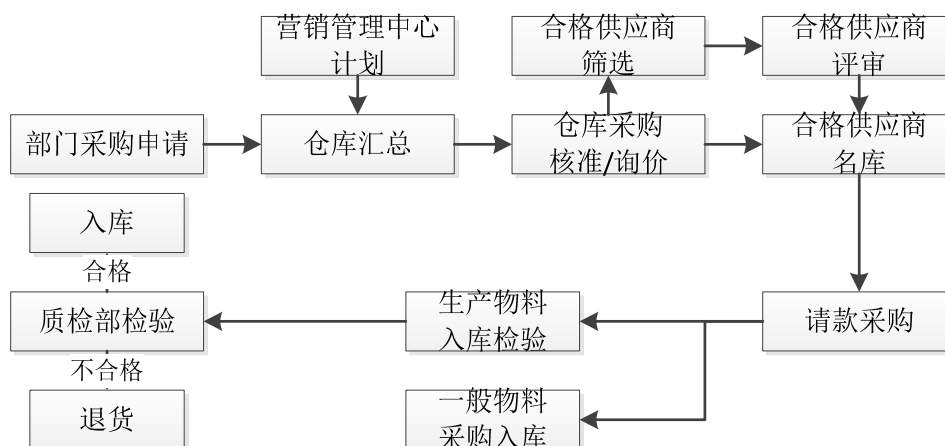 营销管理中心
计划
合格供应商
筛选
合格供应商
评审
部门采购申请
仓库汇总
仓库采购
核准/询价
合格供应商
名库
入库
合格
质检部检验
生产物料
入库检验
请款采购
不合格
退货
一般物料
采购入库